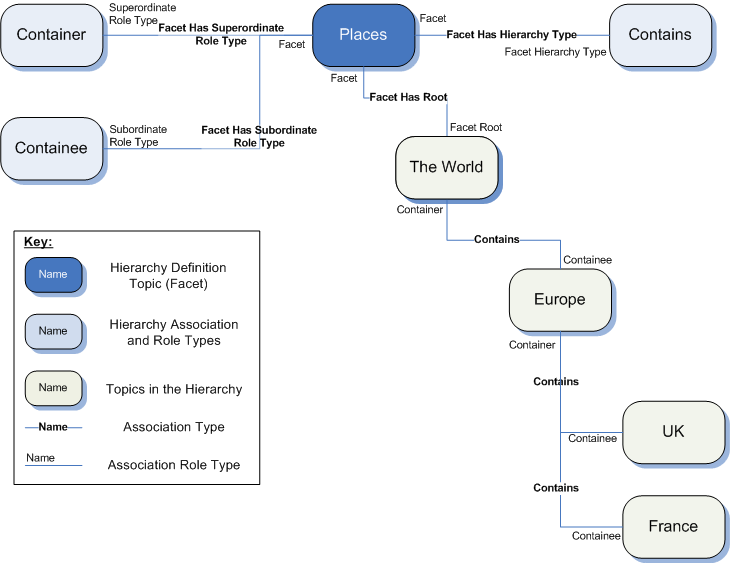 Container
Superordinate
Role Type
Facet Has Superordinate
Role Type
Facet
Places
Facet
Facet Has Hierarchy Type
Facet Hierarchy Type
Contains
Facet
Facet Has Root
Facet Root
Containee
Subordinate
Role Type
Facet Has Subordinate
Role Type
The World
Container
Contains
Containee
Europe
Container
Contains
Containee
UK
Contains
Containee
France
Key:
Name
Hierarchy Definition
Topic (Facet)
Name
Hierarchy Association
and Role Types
Name
Topics in the Hierarchy
Name
Association Type
Name
Association Role Type